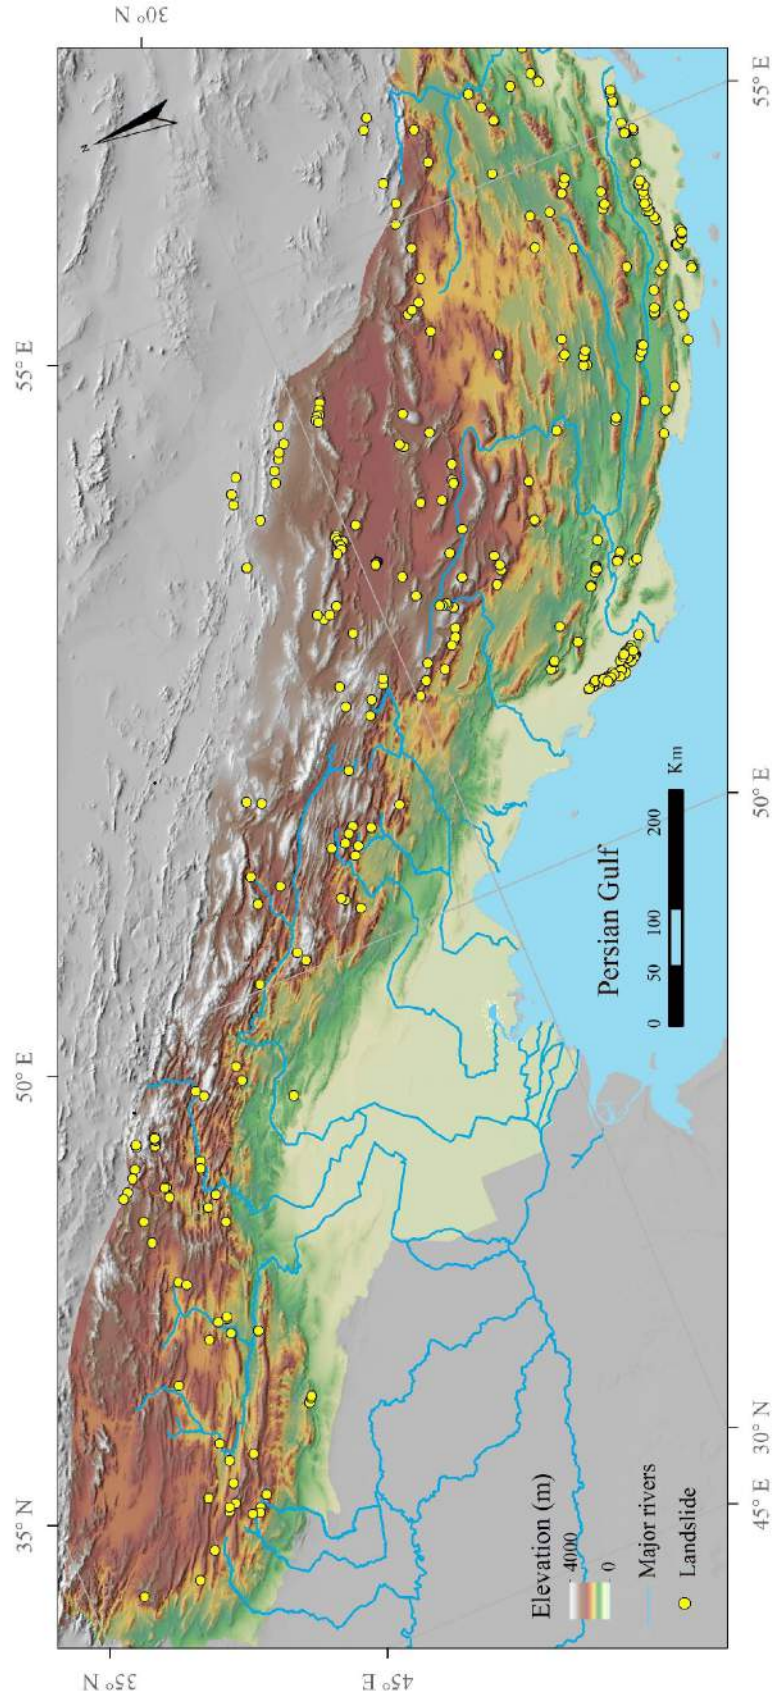 35° N
50° E
55° E
30° N
N
Persian Gulf
0
50
100
200
Km
Elevation (m)
4000
0
Major rivers
Landslide
35° N
45° E
45° E
30° N
50° E
55° E